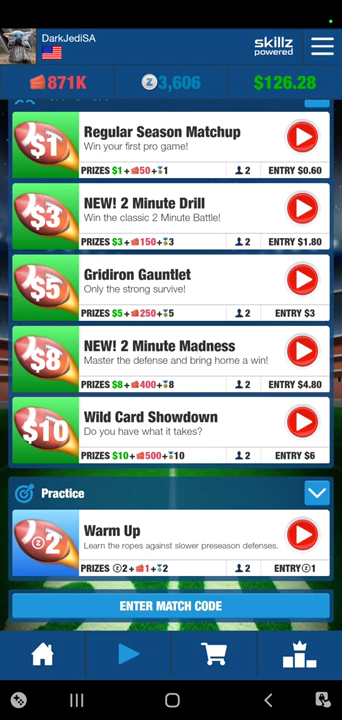 DarkJediSA
skillz
powered
871K
Z 3,606
$126.28
$1
Regular Season Matchup
Win your first pro game!
PRIZES $1+50+1 2 ENTRY $0.60
$3
NEW! 2 Minute Drill
Win the classic 2 Minute Battle!
PRIZES $3+150+3 2 ENTRY $1.80
$5
Gridiron Gauntlet
Only the strong survive!
PRIZES $5+250+5 2 ENTRY $3
$8
NEW! 2 Minute Madness
Master the defense and bring home a win!
PRIZES $8+400+8 2 ENTRY $4.80
$10
Wild Card Showdown
Do you have what it takes?
PRIZES $10+500+10 2 ENTRY $6
Practice
Z 2
Warm Up
Learn the ropes against slower preseason defenses.
PRIZES Z 2+1+2 2 ENTRY Z 1
ENTER MATCH CODE